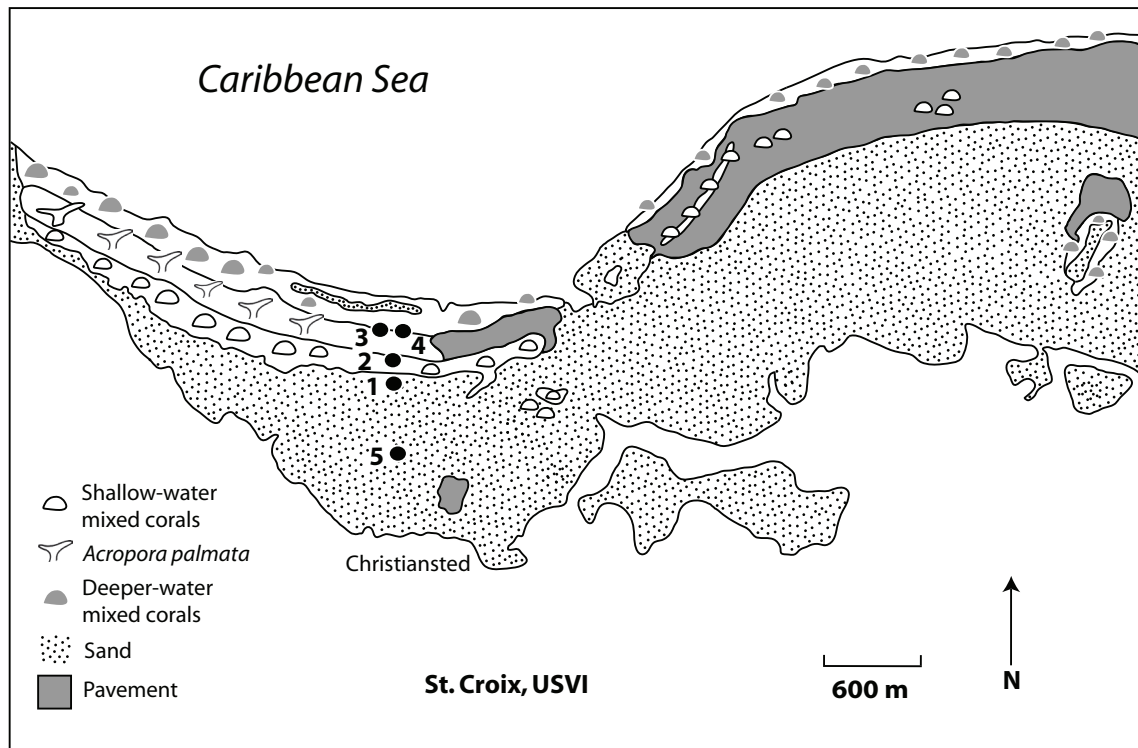 Caribbean Sea
3
4
2
1
5
Shallow-water
mixed corals
Acropora palmata
Deeper-water
mixed corals
Sand
Pavement
Christiansted
St. Croix, USVI
600 m
N